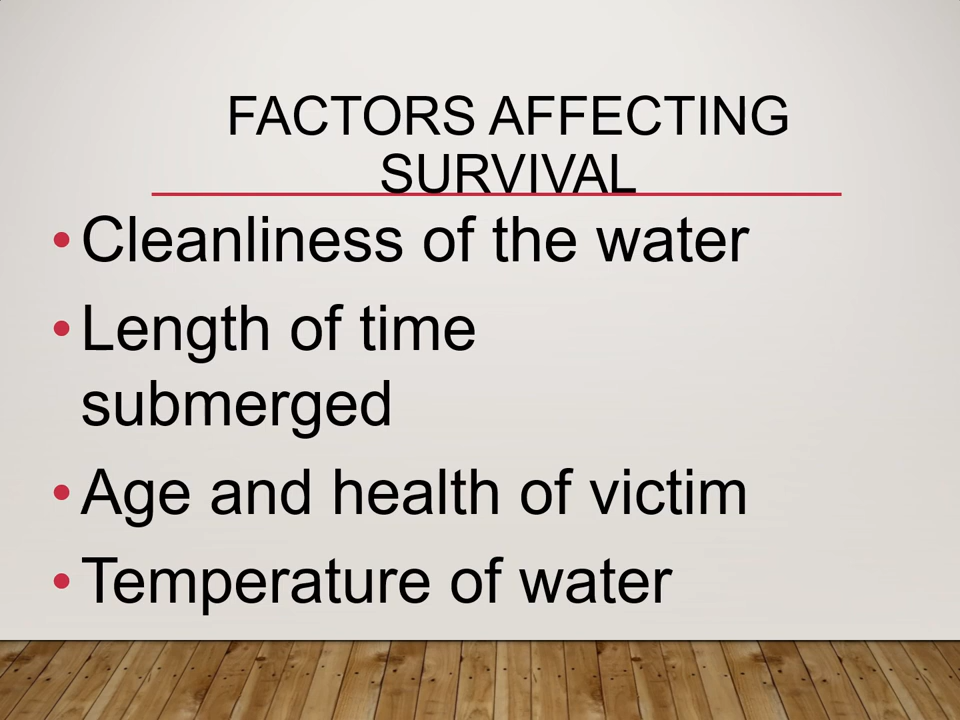 FACTORS AFFECTING
SURVIVAL
• Cleanliness of the water
• Length of time
submerged
• Age and health of victim
• Temperature of water